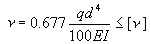 ν = 0.677 qd⁴/100EI ≤ [ν]